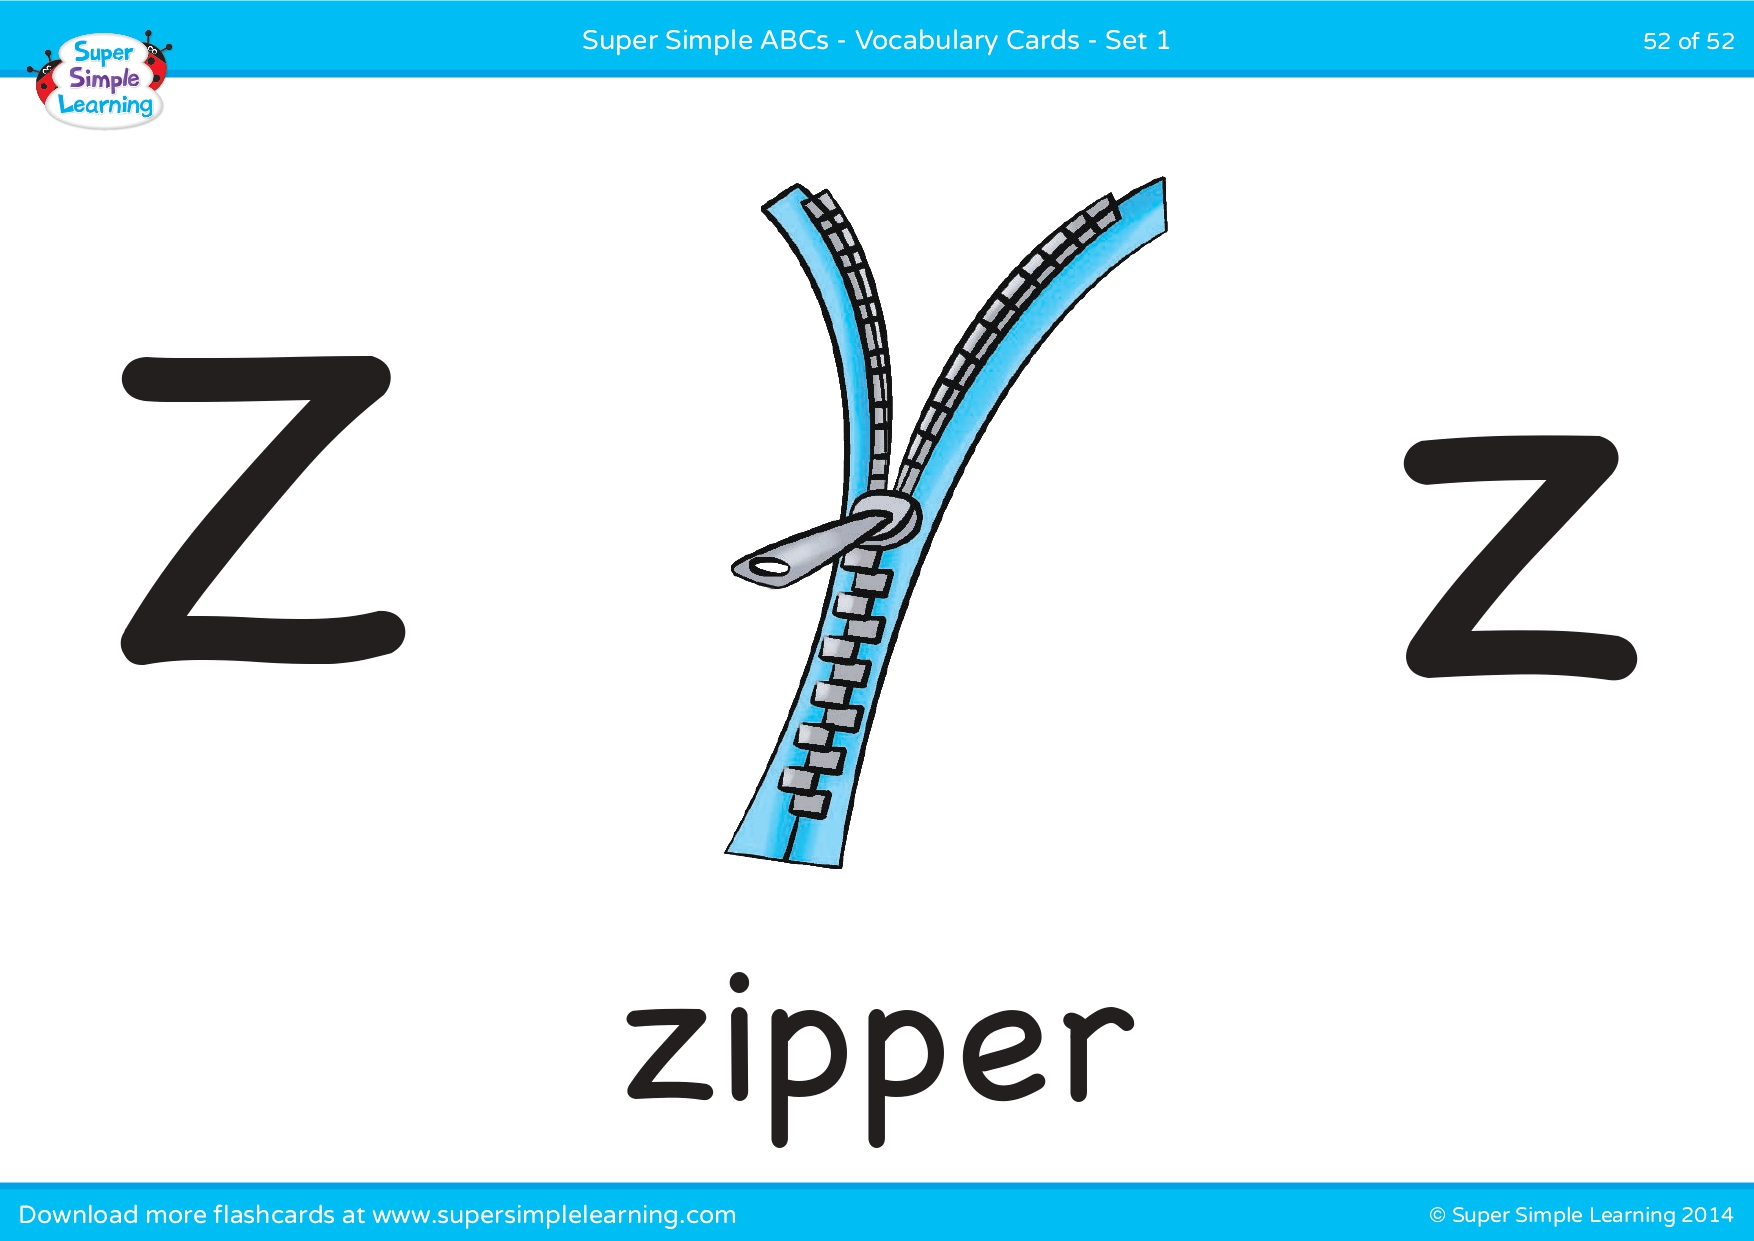 Super Simple ABCs - Vocabulary Cards - Set 1
52 of 52
Super
Simple
Learning
Z
z
zipper
Download more flashcards at www.supersimplelearning.com
© Super Simple Learning 2014